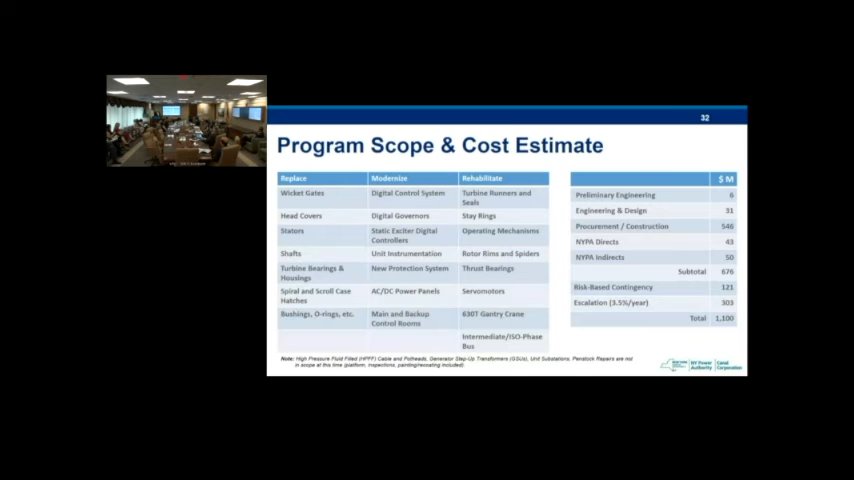 32
Program Scope & Cost Estimate
Replace Modernize Rehabilitate
Wicket Gates Digital Control System Turbine Runners and Seals
Head Covers Digital Governors Stay Rings
Stators Static Exciter Digital Controllers Operating Mechanisms
Shafts Unit Instrumentation Rotor Rims and Spiders
Turbine Bearings & Housings New Protection System Thrust Bearings
Spiral and Scroll Case Hatches AC/DC Power Panels Servomotors
Bushings, O-rings, etc. Main and Backup Control Rooms 630T Gantry Crane
Intermediate/ISO-Phase Bus
$ M
Preliminary Engineering 6
Engineering & Design 31
Procurement / Construction 546
NYPA Directs 43
NYPA Indirects 50
Subtotal 676
Risk-Based Contingency 121
Escalation (3.5%/year) 303
Total 1,100
Note: High Pressure Fluid Filled (HPFF) Cable and Potheads, Generator Step-Up Transformers (GSUs), Unit Substations, Penstock Repairs are not
in scope at this time (platform, inspections, painting/recoating included).
NY Power Authority
Canal Corporation